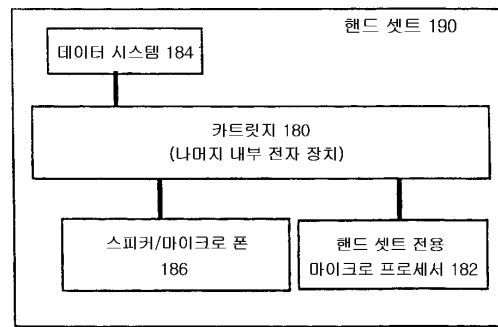 핸드 셋트 190
데이터 시스템 184
카트릿지 180
(나머지 내부 전자 장치)
스피커/마이크로 폰
186
핸드 셋트 전용
마이크로 프로세서 182